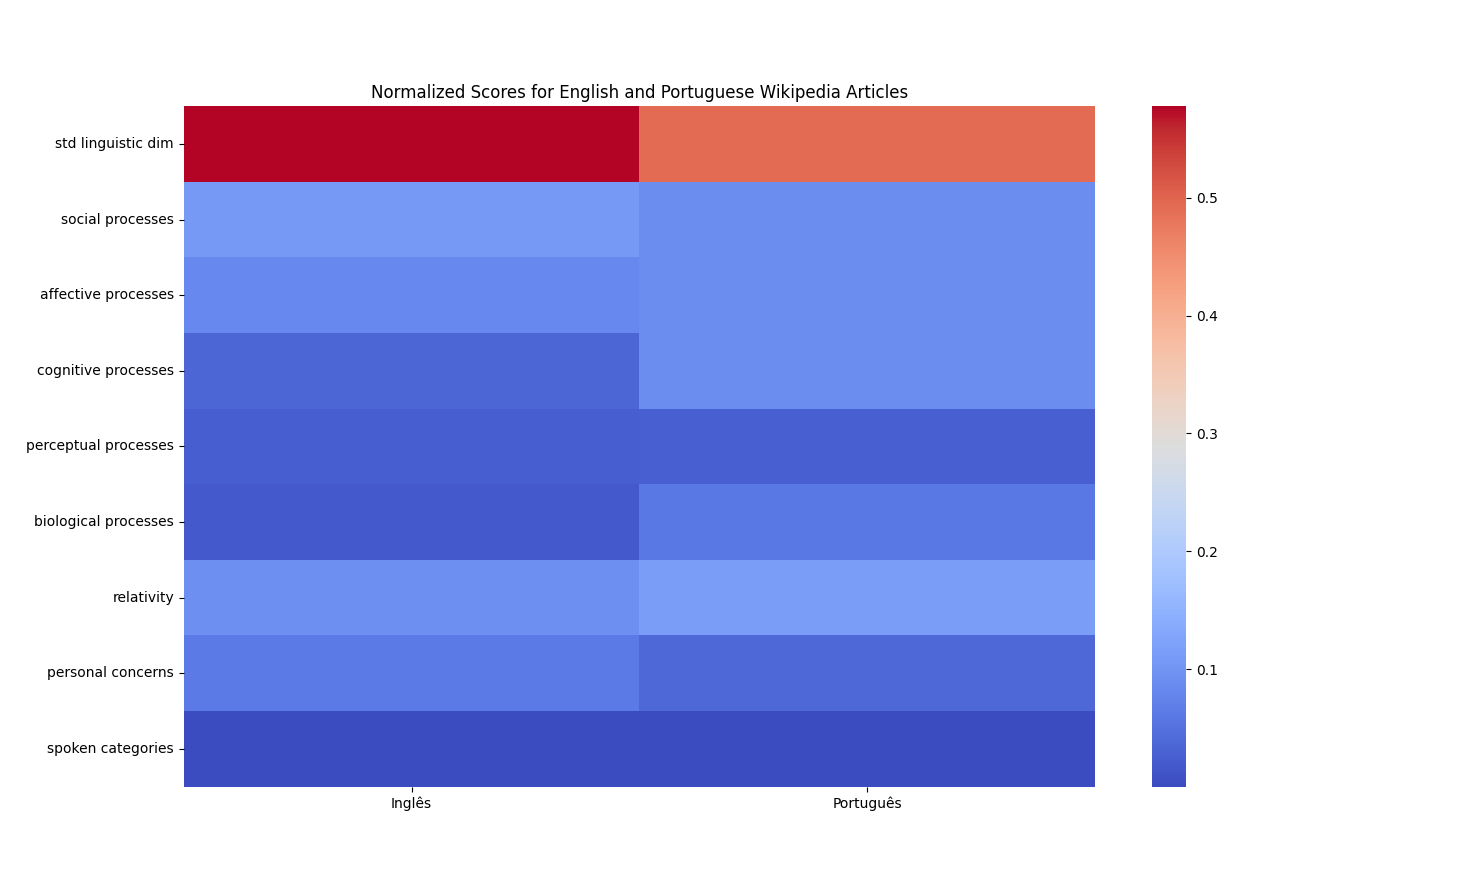 Normalized Scores for English and Portuguese Wikipedia Articles
std linguistic dim
social processes
affective processes
cognitive processes
perceptual processes
biological processes
relativity
personal concerns
spoken categories
Inglês
Português
0.5
0.4
0.3
0.2
0.1